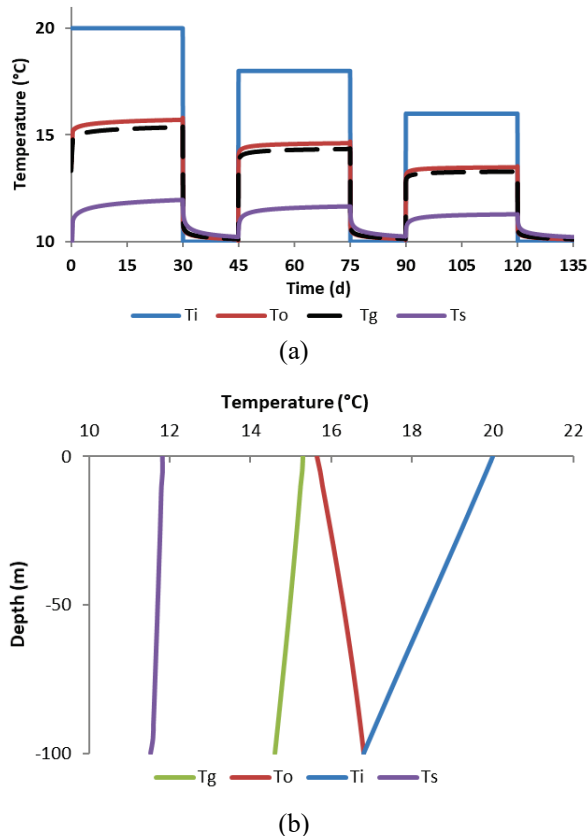 Temperature (°C)
20
15
10
0 15 30 45 60 75 90 105 120 135
Time (d)
Ti To Tg Ts
(a)
Temperature (°C)
10 12 14 16 18 20 22
0
-50
-100
Depth (m)
Tg To Ti Ts
(b)